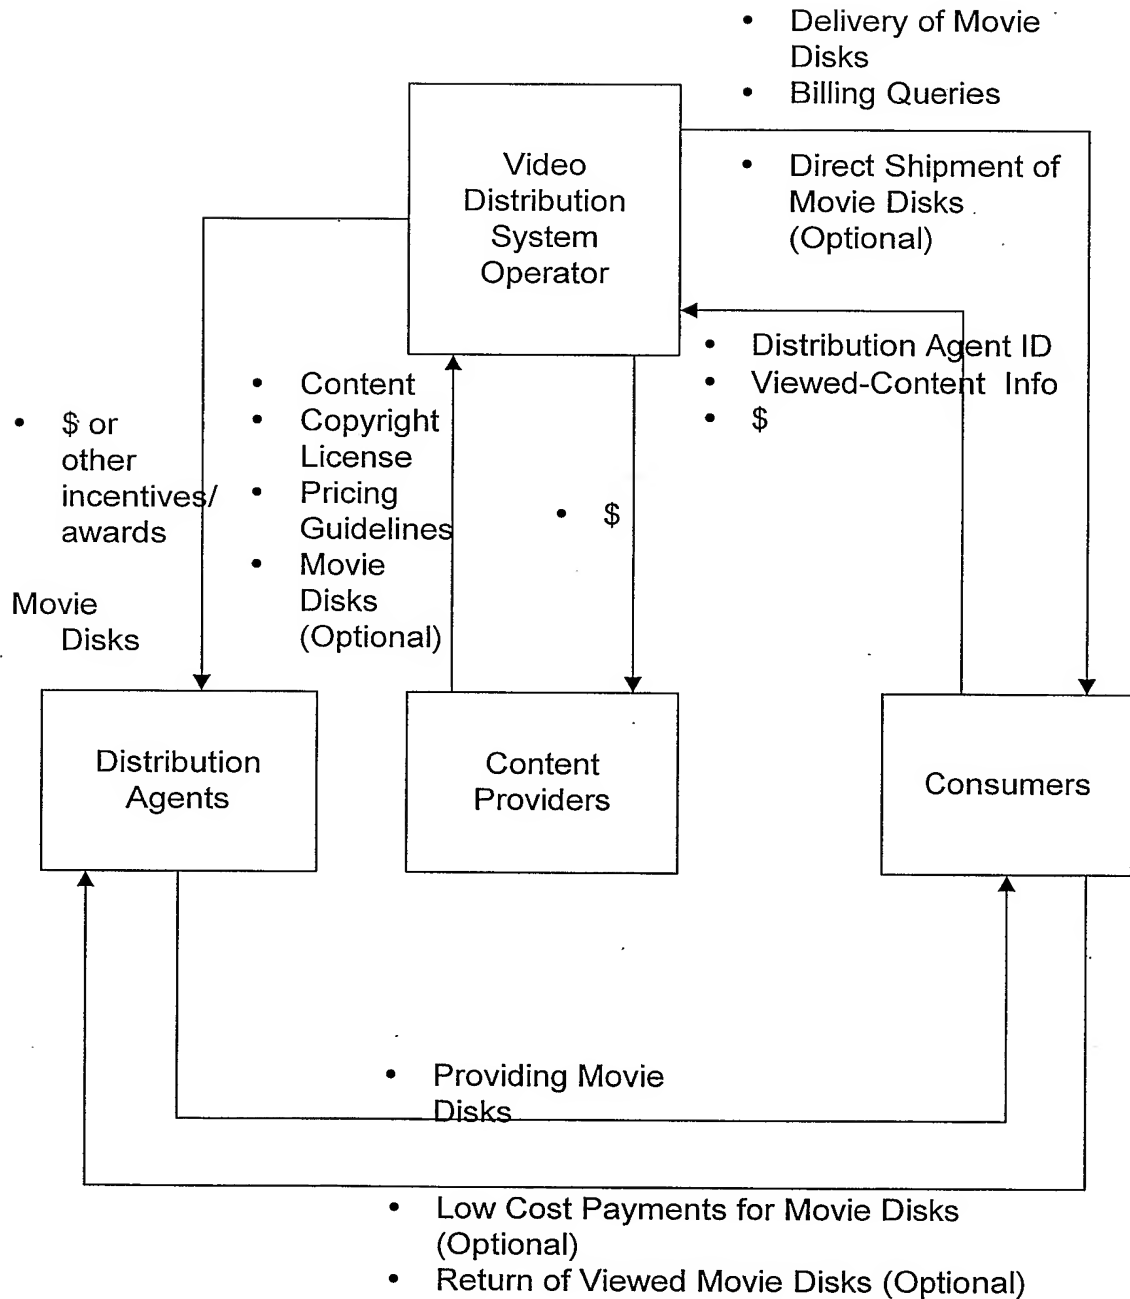 • Delivery of Movie
Disks
• Billing Queries
• Direct Shipment of
Movie Disks
(Optional)
Video
Distribution
System
Operator
• Distribution Agent ID
• Viewed-Content Info
• $
• $ or
other
incentives/
awards
Movie
Disks
• Content
• Copyright
License
• Pricing
Guidelines
• Movie
Disks
(Optional)
• $
Distribution
Agents
Content
Providers
Consumers
• Providing Movie
Disks
• Low Cost Payments for Movie Disks
(Optional)
• Return of Viewed Movie Disks (Optional)